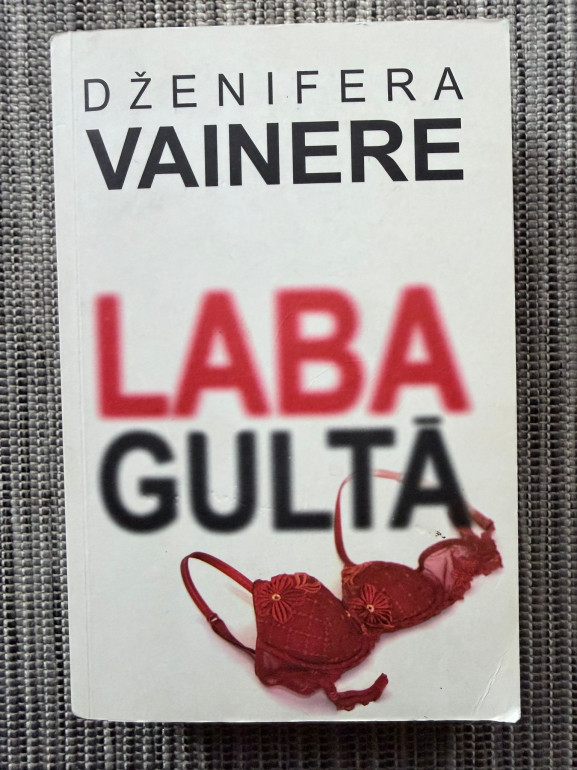 DŽENIFERA
VAINERE
LABA
GULTĀ